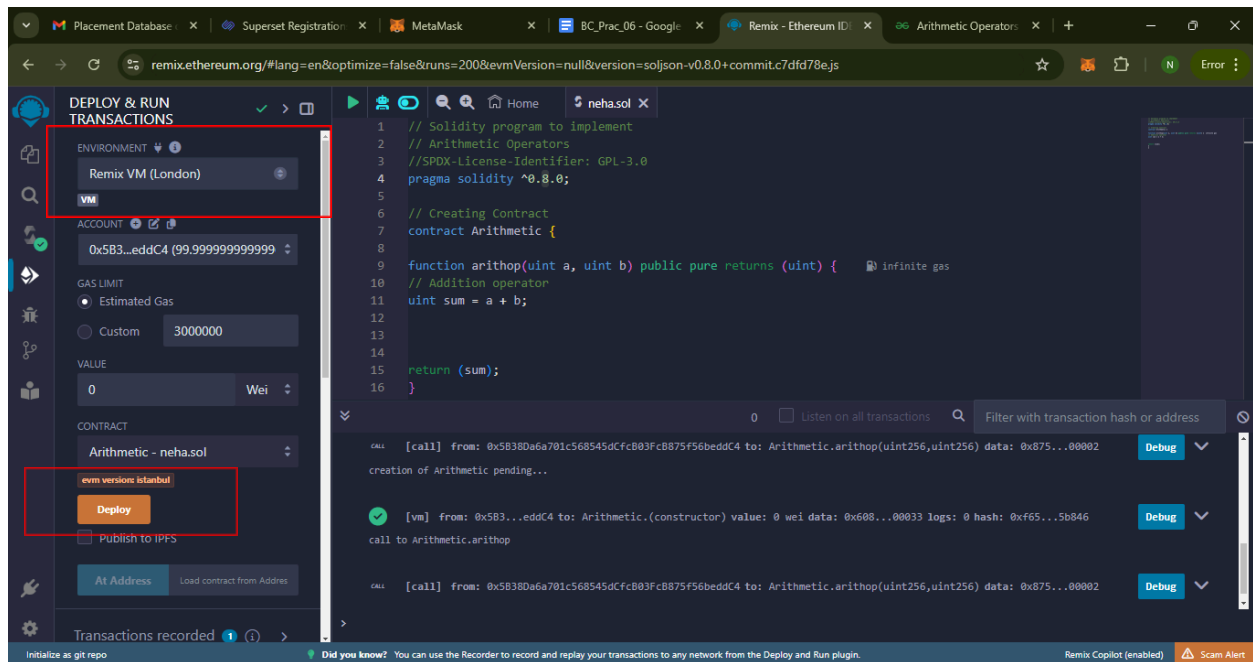 Placement Database
Superset Registration
MetaMask
BC_Prac_06 - Google
Remix - Ethereum IDE
Arithmetic Operators
remix.ethereum.org/#lang=en&optimize=false&runs=200&evmVersion=null&version=soljson-v0.8.0+commit.c7dfd78e.js
N
Error
DEPLOY & RUN
TRANSACTIONS
ENVIRONMENT
Remix VM (London)
VM
ACCOUNT
0x5B3...eddC4 (99.999999999999
GAS LIMIT
Estimated Gas
Custom 3000000
VALUE
0 Wei
CONTRACT
Arithmetic - neha.sol
evm version: istanbul
Deploy
Publish to IPFS
At Address Load contract from Addres
Transactions recorded 1
Home neha.sol
1 // Solidity program to implement
2 // Arithmetic Operators
3 //SPDX-License-Identifier: GPL-3.0
4 pragma solidity ^0.8.0;
5
6 // Creating Contract
7 contract Arithmetic {
8
9 function arithop(uint a, uint b) public pure returns (uint) { infinite gas
10 // Addition operator
11 uint sum = a + b;
12
13
14
15 return (sum);
16 }
0 Listen on all transactions Filter with transaction hash or address
CALL [call] from: 0x5B38Da6a701c568545dCfcB03FcB875f56beddC4 to: Arithmetic.arithop(uint256,uint256) data: 0x875...00002 Debug
creation of Arithmetic pending...
[vm] from: 0x5B3...eddC4 to: Arithmetic.(constructor) value: 0 wei data: 0x608...00033 logs: 0 hash: 0xf65...5b846 Debug
call to Arithmetic.arithop
CALL [call] from: 0x5B38Da6a701c568545dCfcB03FcB875f56beddC4 to: Arithmetic.arithop(uint256,uint256) data: 0x875...00002 Debug
>
Initialize as git repo
Did you know? You can use the Recorder to record and replay your transactions to any network from the Deploy and Run plugin.
Remix Copilot (enabled)
Scam Alert